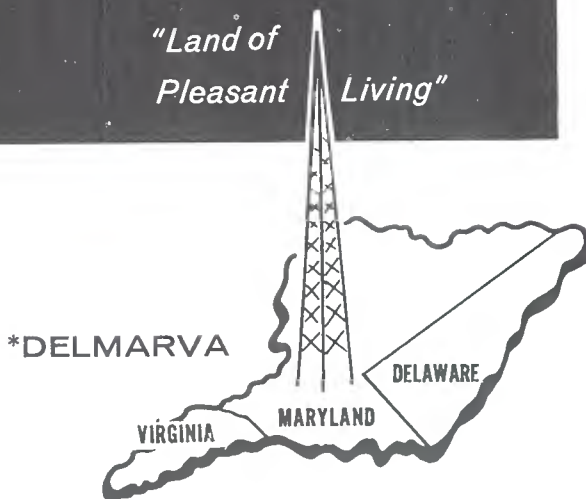 "Land of
Pleasant Living"
*DELMARVA
DELAWARE
MARYLAND
VIRGINIA